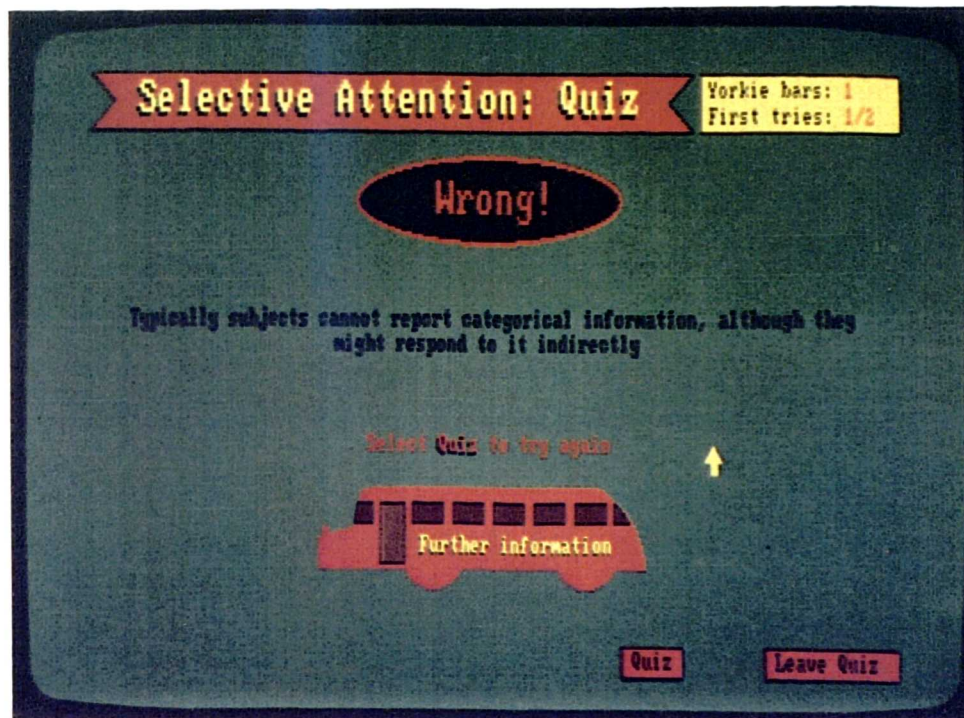 Selective Attention: Quiz
Yorkie bars: 1
First tries: 1/2
Wrong!
Typically subjects cannot report categorical information, although they
might respond to it indirectly
Select Quiz to try again
Further information
Quiz
Leave Quiz